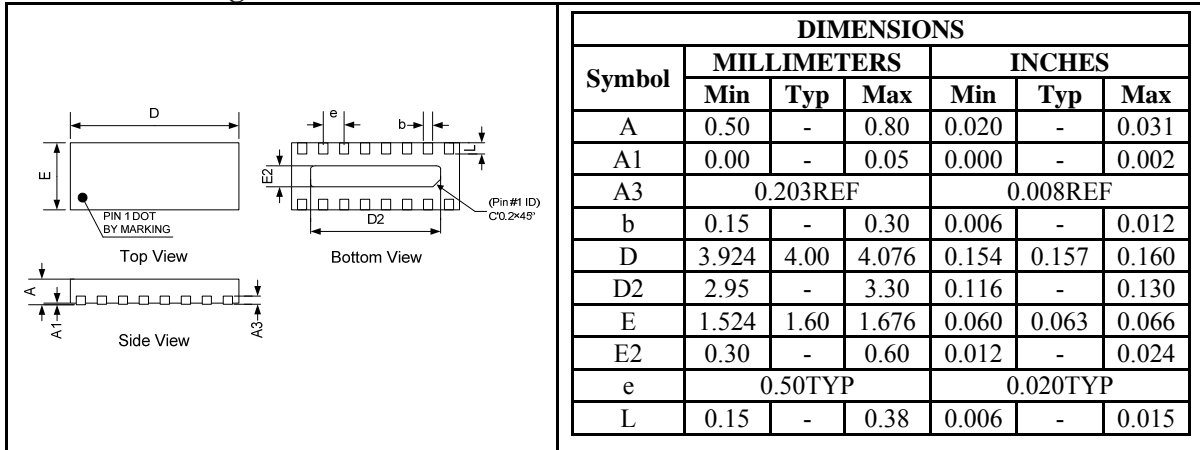 D
E
PIN 1 DOT
BY MARKING
Top View
e
b
L
E2
D2
(Pin #1 ID)
C'0.2×45°
Bottom View
A
A1
A3
Side View
DIMENSIONS
Symbol MILLIMETERS INCHES
Min Typ Max Min Typ Max
A 0.50 - 0.80 0.020 - 0.031
A1 0.00 - 0.05 0.000 - 0.002
A3 0.203REF 0.008REF
b 0.15 - 0.30 0.006 - 0.012
D 3.924 4.00 4.076 0.154 0.157 0.160
D2 2.95 - 3.30 0.116 - 0.130
E 1.524 1.60 1.676 0.060 0.063 0.066
E2 0.30 - 0.60 0.012 - 0.024
e 0.50TYP 0.020TYP
L 0.15 - 0.38 0.006 - 0.015